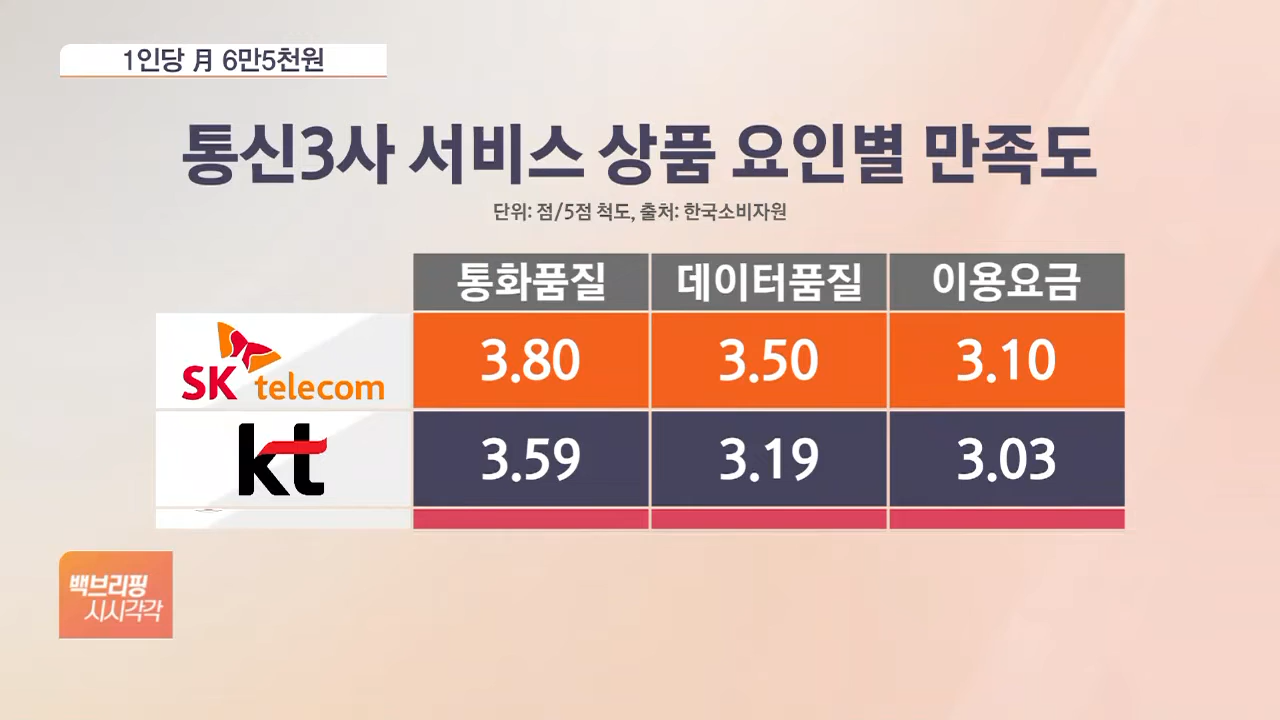 1인당 月 6만5천원
통신3사 서비스 상품 요인별 만족도
단위: 점/5점 척도, 출처: 한국소비자원
통화품질 데이터품질 이용요금
SK telecom 3.80 3.50 3.10
kt 3.59 3.19 3.03
백브리핑
시시각각